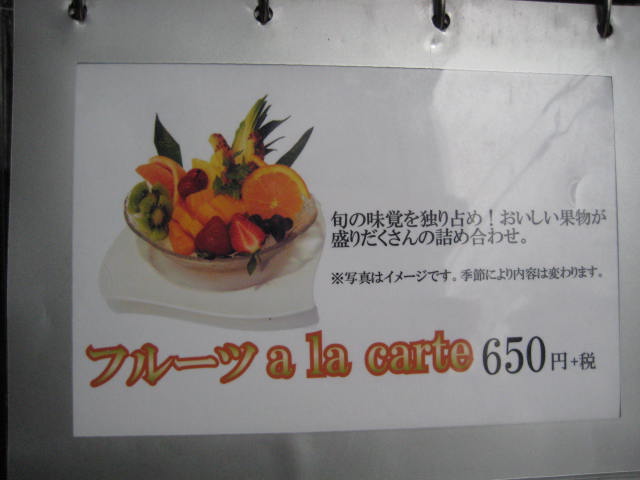 旬の味覚を独り占め！おいしい果物が
盛りだくさんの詰め合わせ。
※写真はイメージです。季節により内容は変わります。
フルーツ a la carte 650円+税